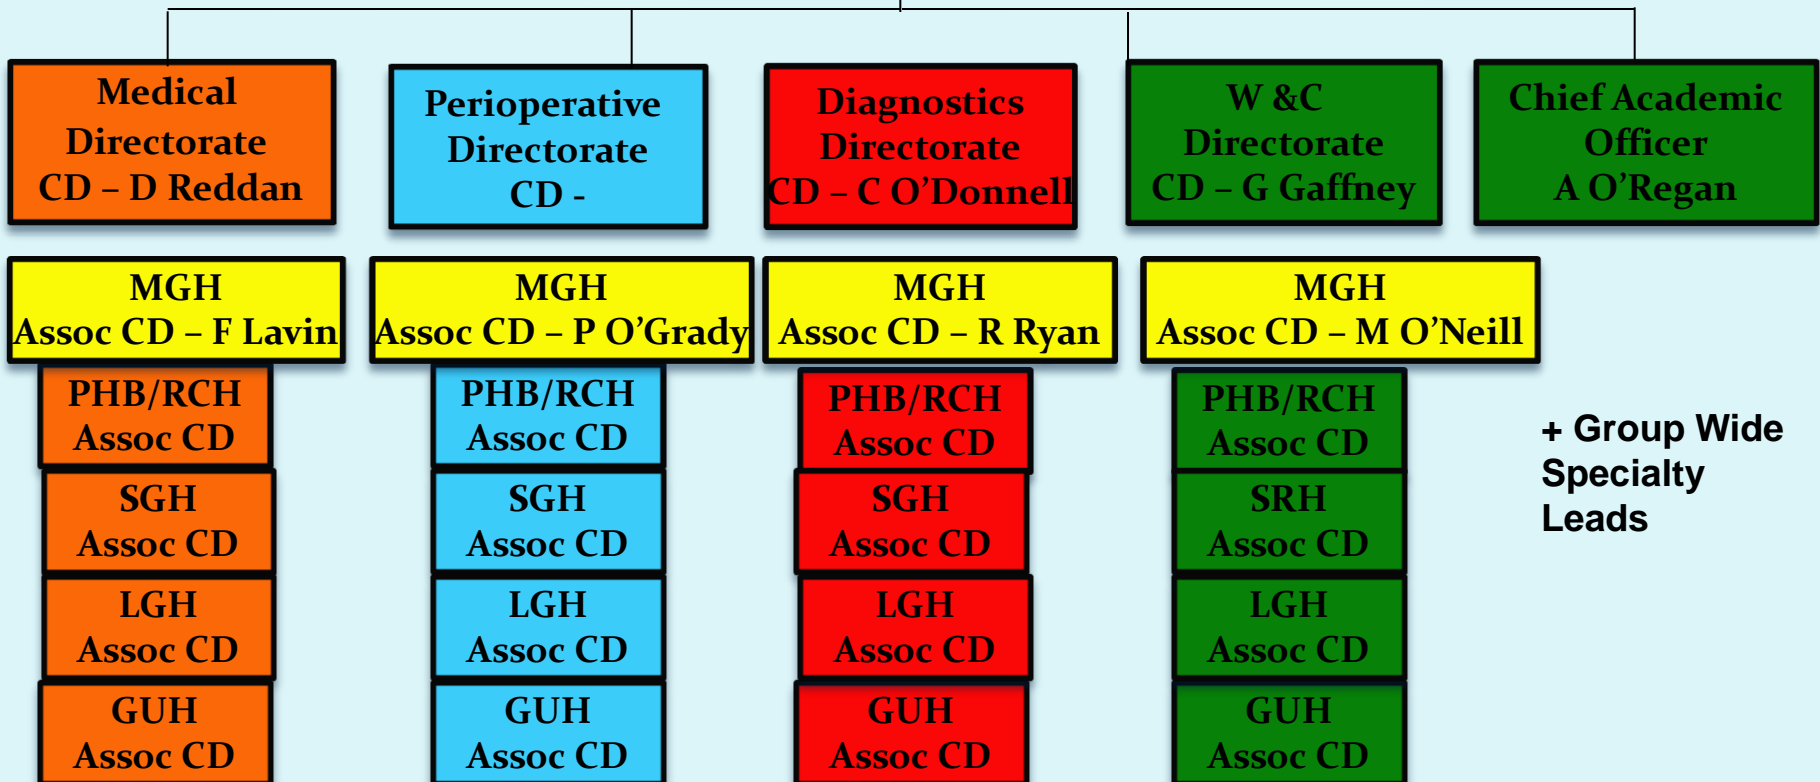 Medical
Directorate
CD – D Reddan
Perioperative
Directorate
CD -
Diagnostics
Directorate
CD – C O’Donnell
W &C
Directorate
CD – G Gaffney
Chief Academic
Officer
A O’Regan
MGH
Assoc CD – F Lavin
MGH
Assoc CD – P O’Grady
MGH
Assoc CD – R Ryan
MGH
Assoc CD – M O’Neill
PHB/RCH
Assoc CD
PHB/RCH
Assoc CD
PHB/RCH
Assoc CD
PHB/RCH
Assoc CD
+ Group Wide
Specialty
Leads
SGH
Assoc CD
SGH
Assoc CD
SGH
Assoc CD
SRH
Assoc CD
LGH
Assoc CD
LGH
Assoc CD
LGH
Assoc CD
LGH
Assoc CD
GUH
Assoc CD
GUH
Assoc CD
GUH
Assoc CD
GUH
Assoc CD